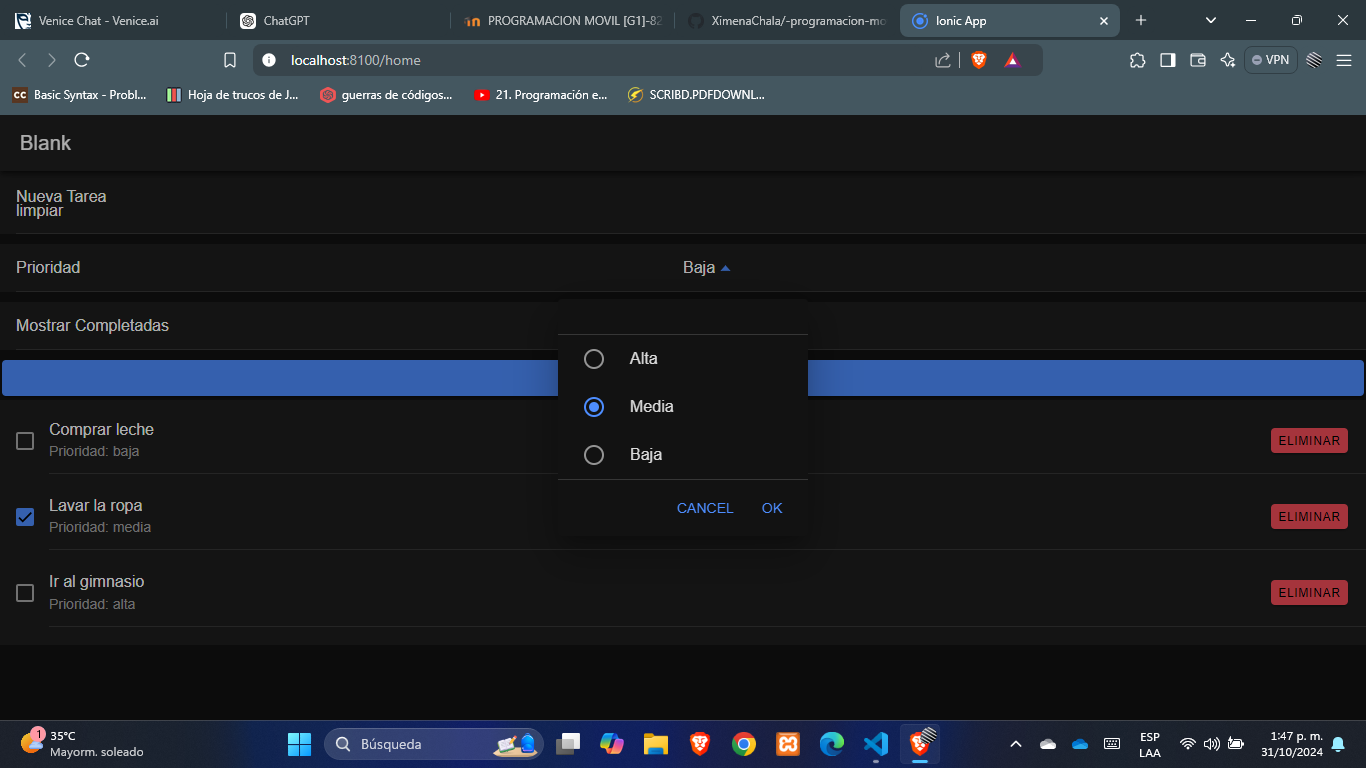 Venice Chat - Venice.ai
ChatGPT
PROGRAMACION MOVIL [G1]-82
XimenaChala/-programacion-mo
Ionic App
localhost:8100/home
VPN
CC Basic Syntax - Probl...
Hoja de trucos de J...
guerras de códigos...
21. Programación e...
SCRIBD.PDFDOWNL...
Blank
Nueva Tarea
limpiar
Prioridad
Baja
Mostrar Completadas
Alta
Media
Baja
CANCEL
OK
Comprar leche
Prioridad: baja
ELIMINAR
Lavar la ropa
Prioridad: media
ELIMINAR
Ir al gimnasio
Prioridad: alta
ELIMINAR
1
35°C
Mayorm. soleado
Búsqueda
ESP
LAA
1:47 p. m.
31/10/2024